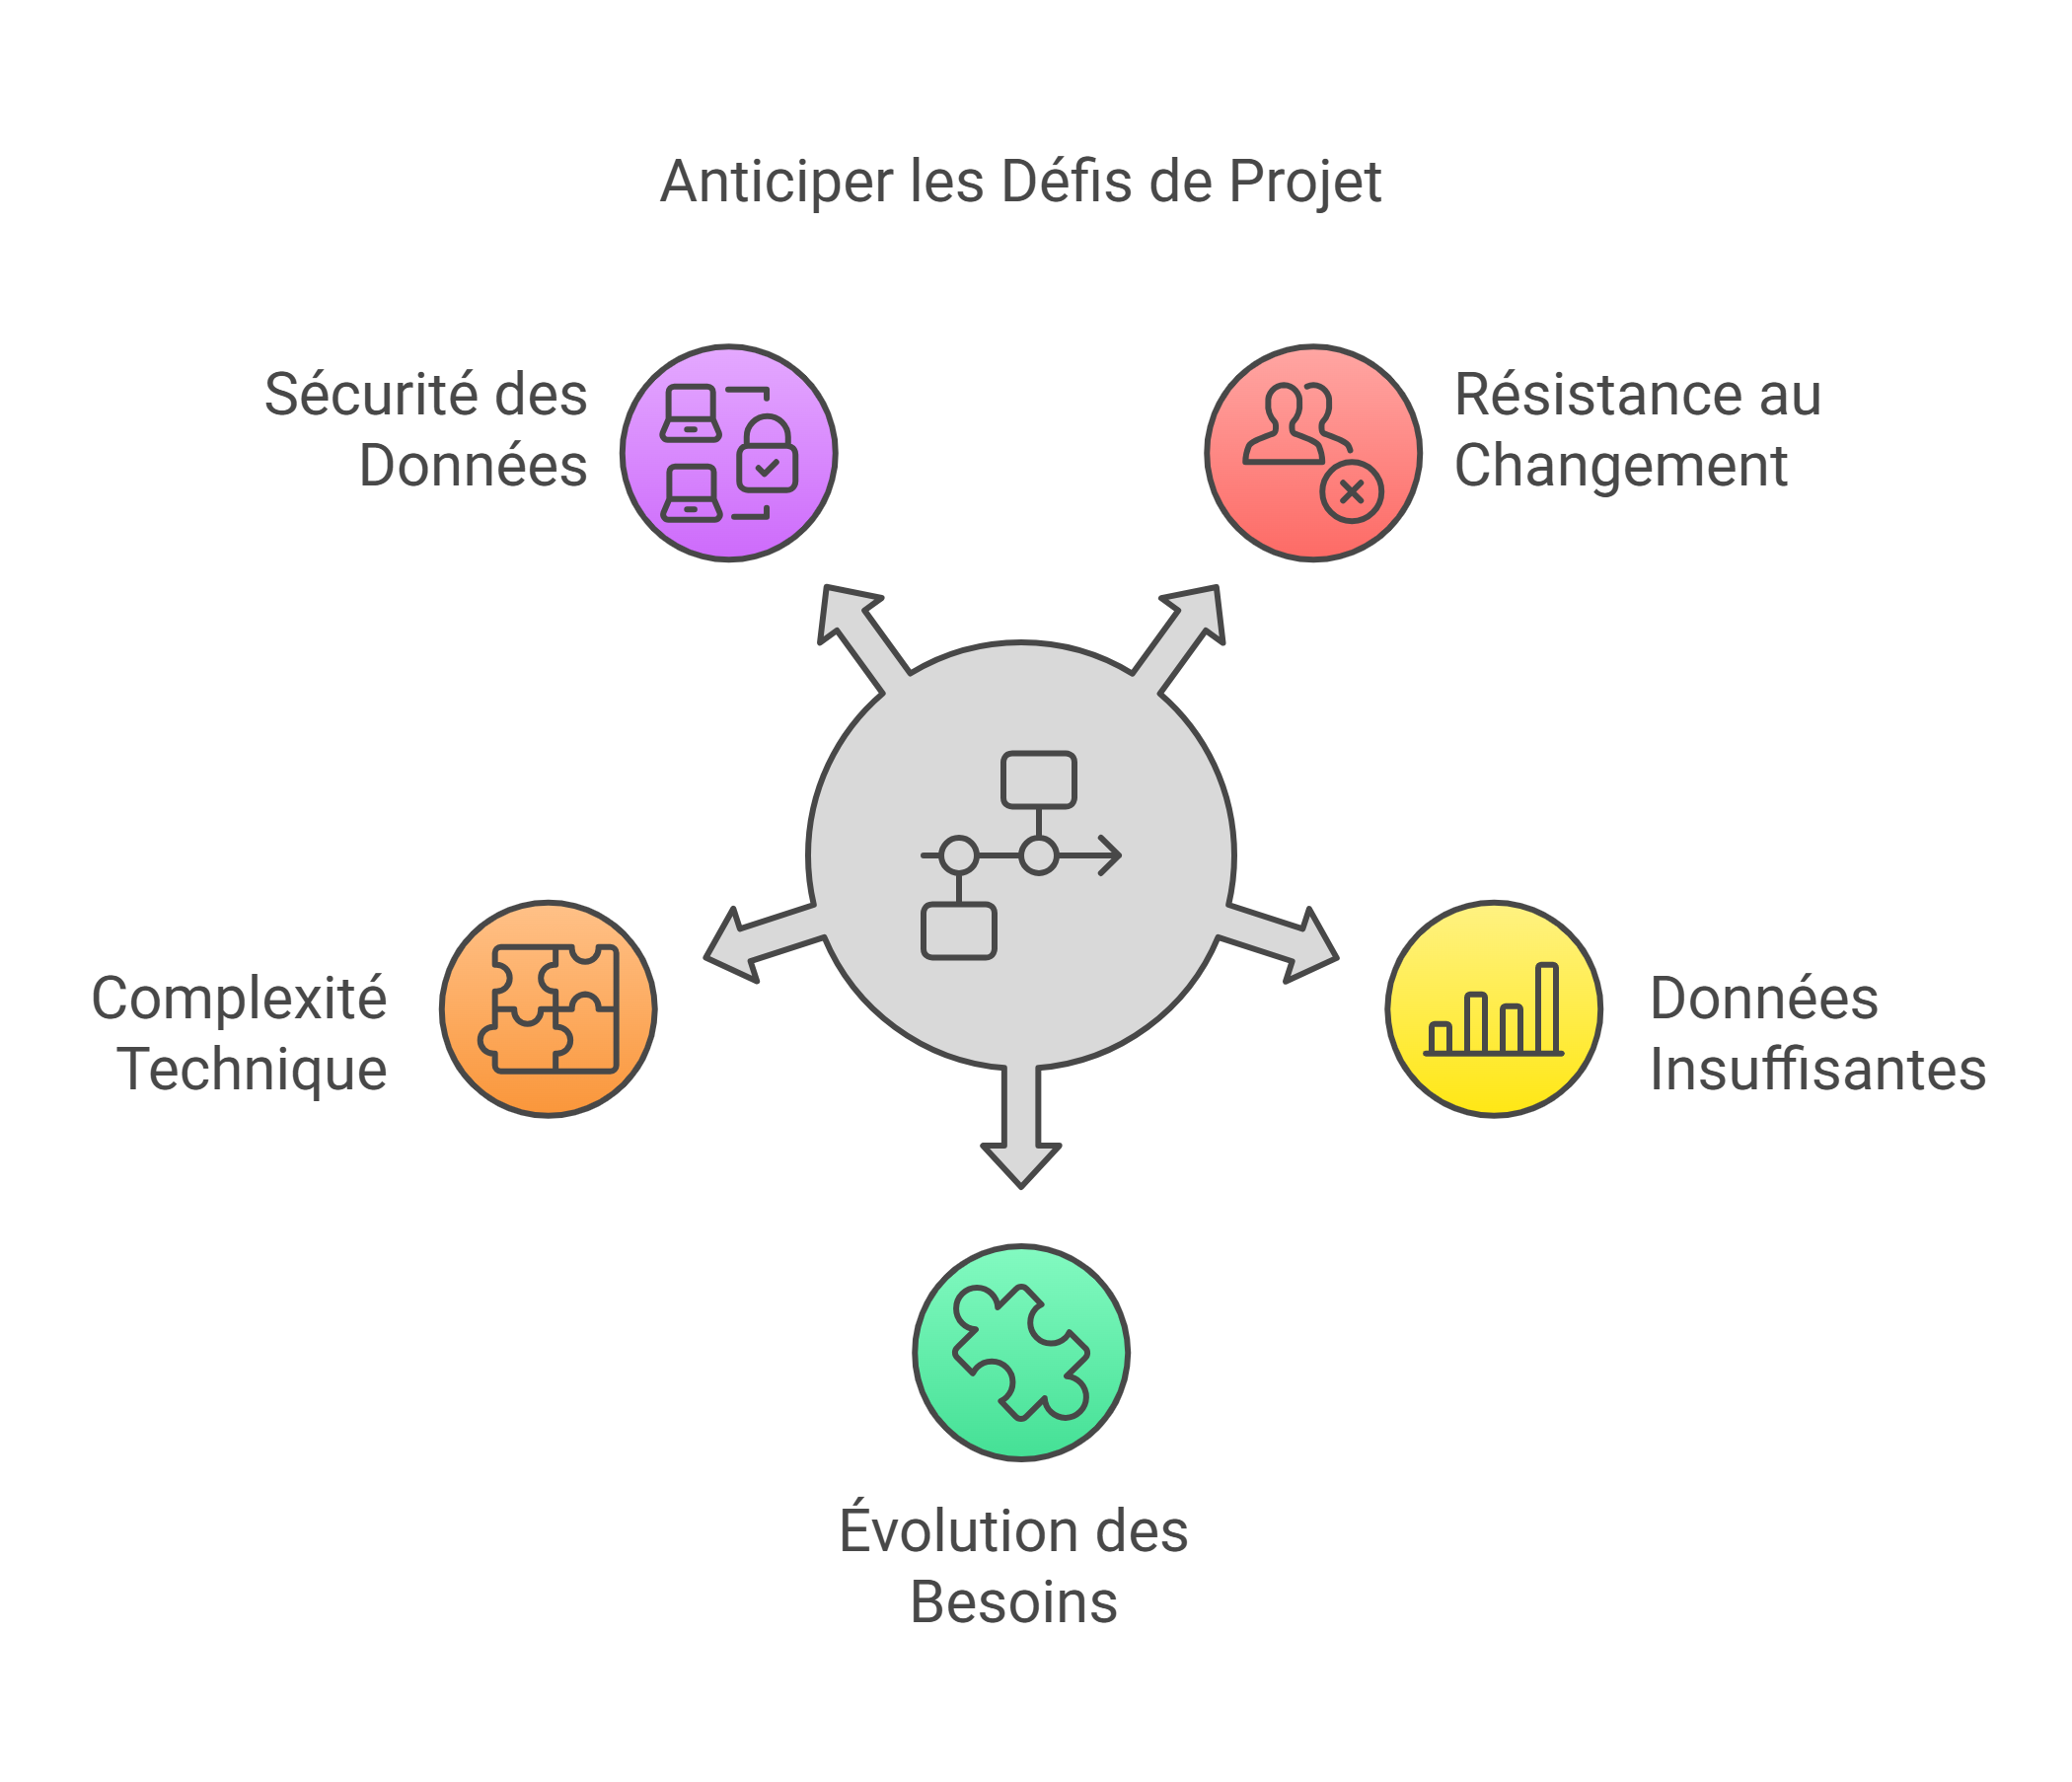 Anticiper les Défis de Projet
Sécurité des
Données
Résistance au
Changement
Complexité
Technique
Données
Insuffisantes
Évolution des
Besoins